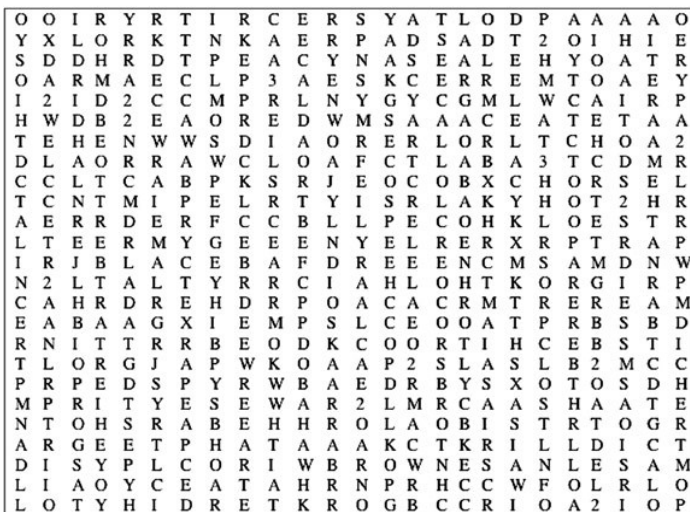 O O I R Y R T I R C E R S Y A T L O D P A A A A O
Y X L O R K T N K A E R P A D S A D T 2 O I H I E
S D D H R D T P E A C Y N A S E A L E H Y O A T R
O A R M A E C L P 3 A E S K C E R R E M T O A E Y
I 2 I D 2 C C M P R L N Y G Y C G M L W C A I R P
H W D B 2 E A O R E D W M S A A A C E A T E T A A
T E H E N W W S D I A O R E R L O R L T C H O A 2
D L A O R R A W C L O A F C T L A B A 3 T C D M R
C C L T C A B P K S R J E O C O B X C H O R S E L
T C N T M I P E L R T Y I S R L A K Y H O T 2 H R
A E R R D E R F C C B L L P E C O H K L O E S T R
L T E E R M Y G E E E N Y E L R E R X R P T R A P
I R J B L A C E B A F D R E E E N C M S A M D N W
N 2 L T A L T Y R R C I A H L O H T K O R G I R P
C A H R D R E H D R P O A C A C R M T R E R E A M
E A B A A G X I E M P S L C E O O A T P R B S B D
R N I T T R R B E O D K C O O R T I H C E B S T I
T L O R G J A P W K O A A P 2 S L A S L B 2 M C C
P R P E D S P Y R W B A E D R B Y S X O T O S D H
M P R I T Y E S E W A R 2 L M R C A A S H A A T E
N T O H S R A B E H H R O L A O B I S T R T O G R
A R G E E T P H A T A A A K C T K R I L L D I C T
D I S Y P L C O R I W B R O W N E S A N L E S A M
L I A O Y C E A T A H R N P R H C C W F O L R L O
L O T Y H I D R E T K R O G B C C R I O A 2 I O P